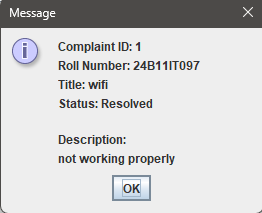 Message
Complaint ID: 1
Roll Number: 24B11IT097
Title: wifi
Status: Resolved
Description:
not working properly
OK